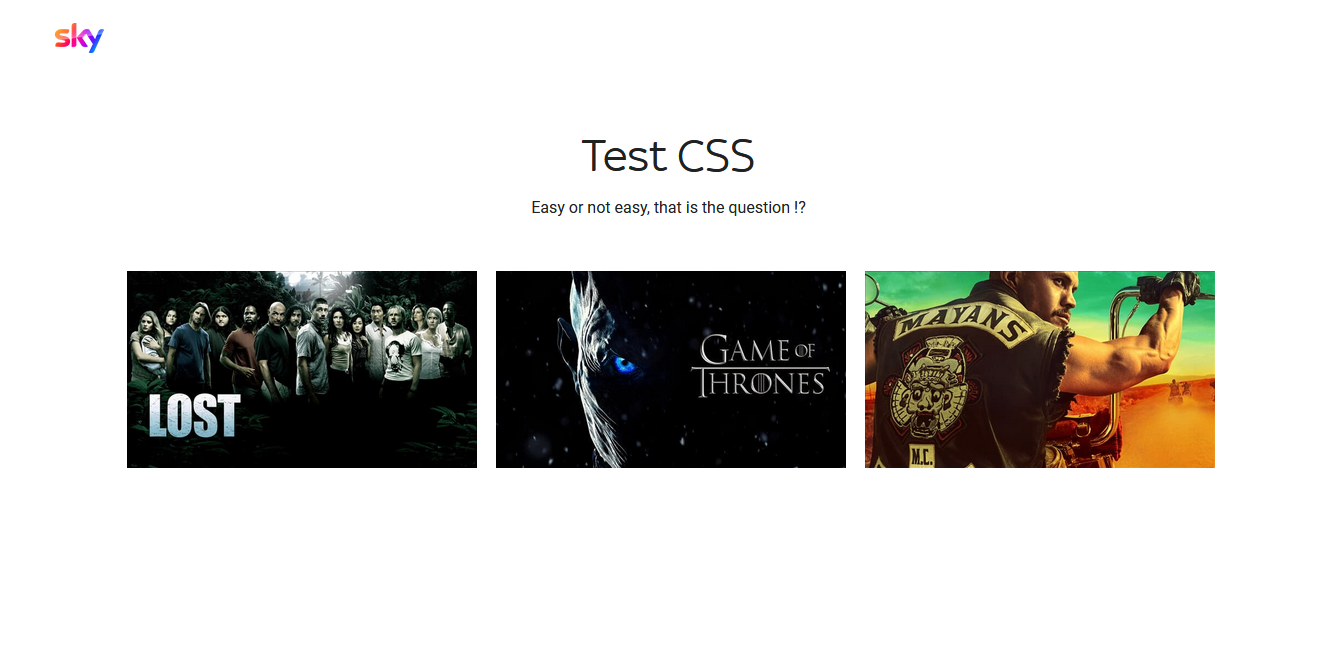 sky
Test CSS
Easy or not easy, that is the question !?
LOST
GAME OF
THRONES
MAYANS
M.C.